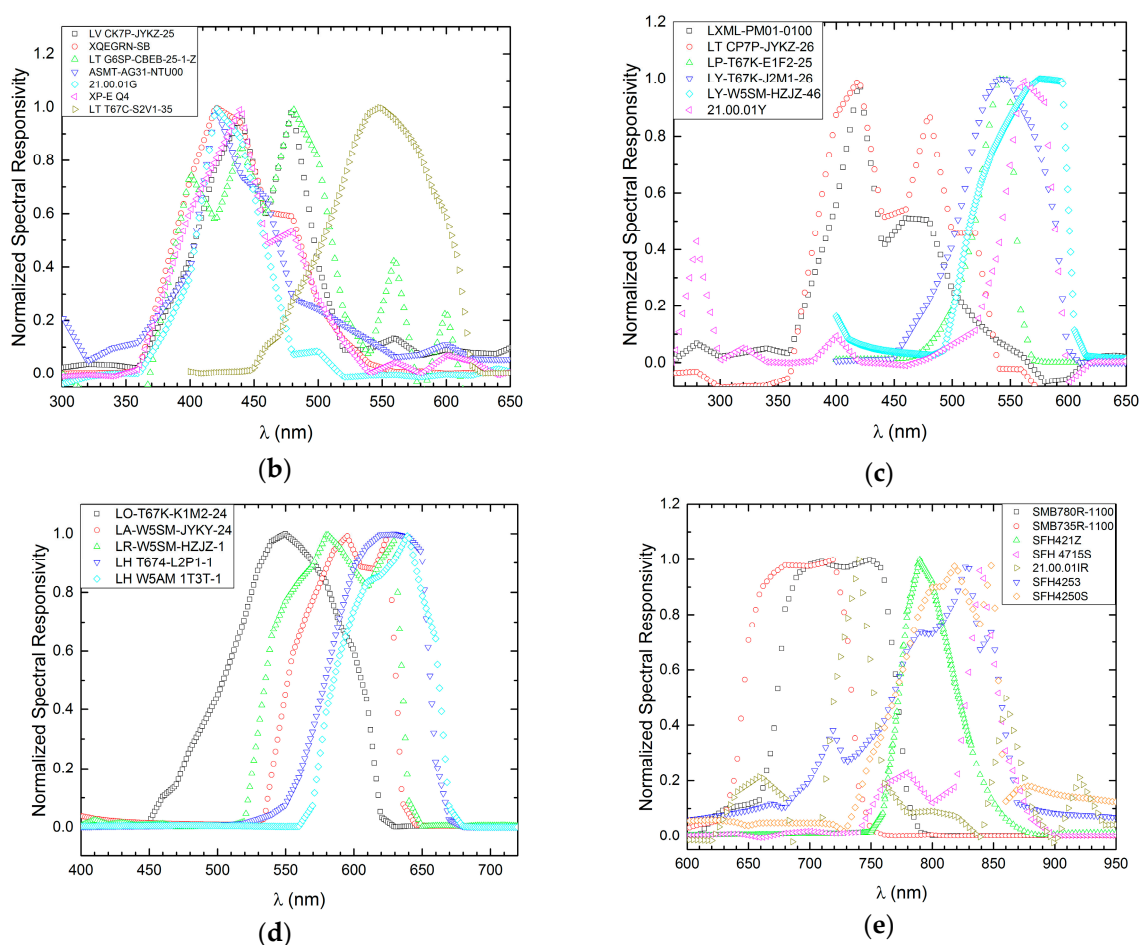 LV CK7P-JYKZ-25
XQEGRN-SB
LT G6SP-CBEB-25-1-Z
ASMT-AG31-NTU00
21.00.01G
XP-E Q4
LT T67C-S2V1-35
Normalized Spectral Responsivity
1.2
1.0
0.8
0.6
0.4
0.2
0.0
300 350 400 450 500 550 600 650
λ (nm)
(b)
LXML-PM01-0100
LT CP7P-JYKZ-26
LP-T67K-E1F2-25
LY-T67K-J2M1-26
LY-W5SM-HZJZ-46
21.00.01Y
Normalized Spectral Responsivity
1.2
1.0
0.8
0.6
0.4
0.2
0.0
300 400 500 600
λ (nm)
(c)
LO-T67K-K1M2-24
LA-W5SM-JYKY-24
LR-W5SM-HZJZ-1
LH T674-L2P1-1
LH W5AM 1T3T-1
Normalized Spectral Responsivity
1.0
0.8
0.6
0.4
0.2
0.0
400 450 500 550 600 650 700
λ (nm)
(d)
SMB780R-1100
SMB735R-1100
SFH421Z
SFH 4715S
21.00.01IR
SFH4253
SFH4250S
Normalized Spectral Responsivity
1.2
1.0
0.8
0.6
0.4
0.2
0.0
600 650 700 750 800 850 900 950
λ (nm)
(e)